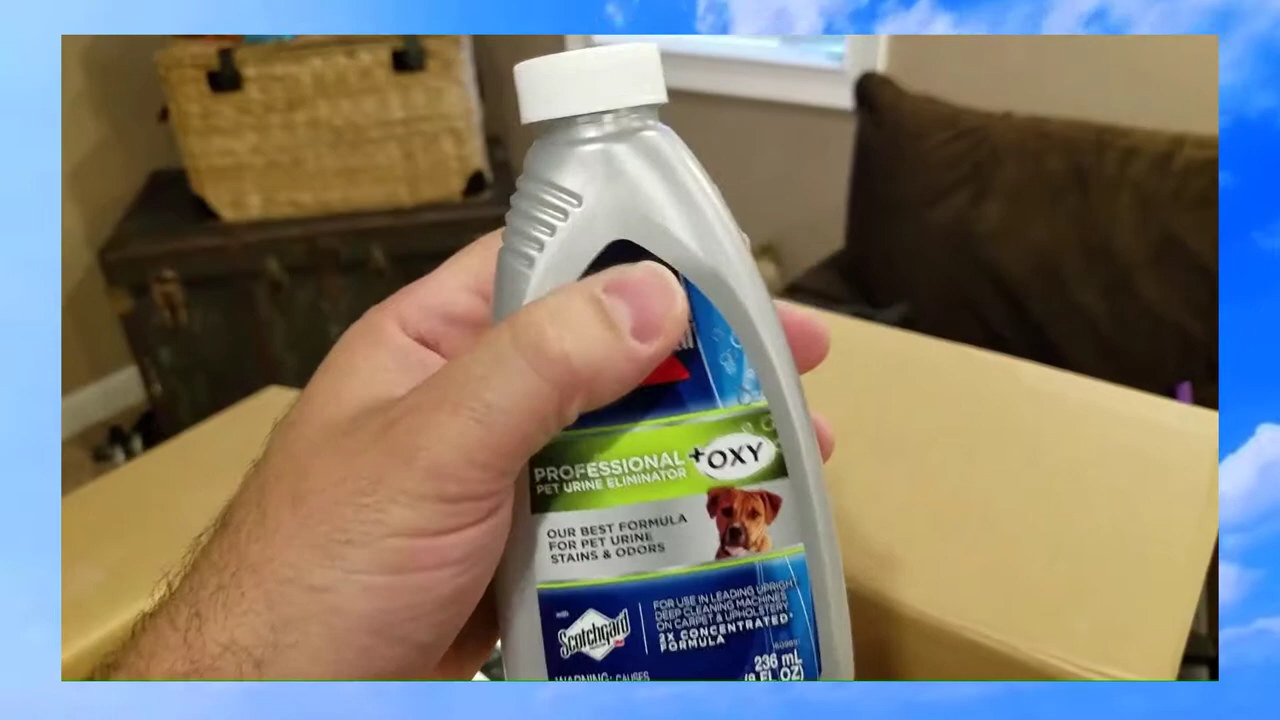 PROFESSIONAL +OXY
PET URINE ELIMINATOR
OUR BEST FORMULA
FOR PET URINE
STAINS & ODORS
with
Scotchgard
FOR USE IN LEADING UPRIGHT
DEEP CLEANING MACHINES
ON CARPET & UPHOLSTERY
2X CONCENTRATED*
FORMULA
236 mL
(8 FL OZ)
WARNING: CAUSES